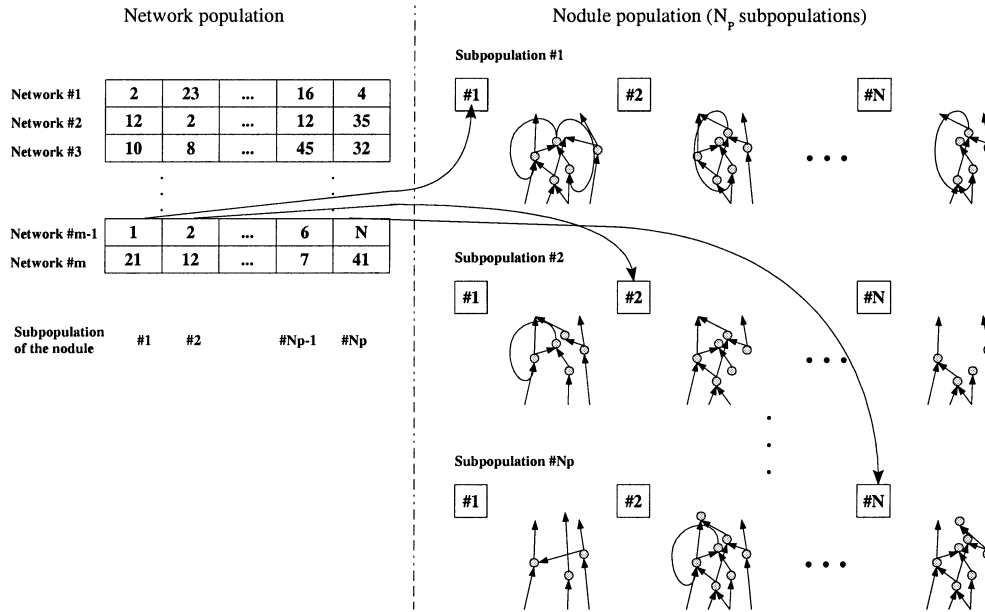 Network population
Nodule population (N_p subpopulations)
Subpopulation #1
#1 #2 #N
Network #1 2 23 ... 16 4
Network #2 12 2 ... 12 35
Network #3 10 8 ... 45 32
Network #m-1 1 2 ... 6 N
Network #m 21 12 ... 7 41
Subpopulation of the nodule #1 #2 #Np-1 #Np
Subpopulation #2
#1 #2 #N
Subpopulation #Np
#1 #2 #N